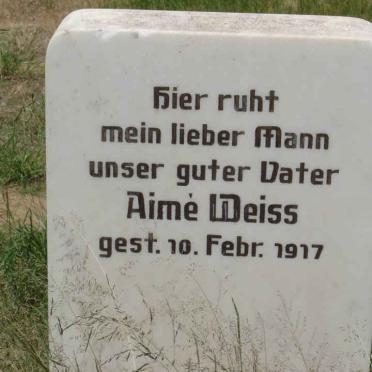 Hier ruht
mein lieber Mann
unser guter Vater
Aimé Weiss
gest. 10. Febr. 1917